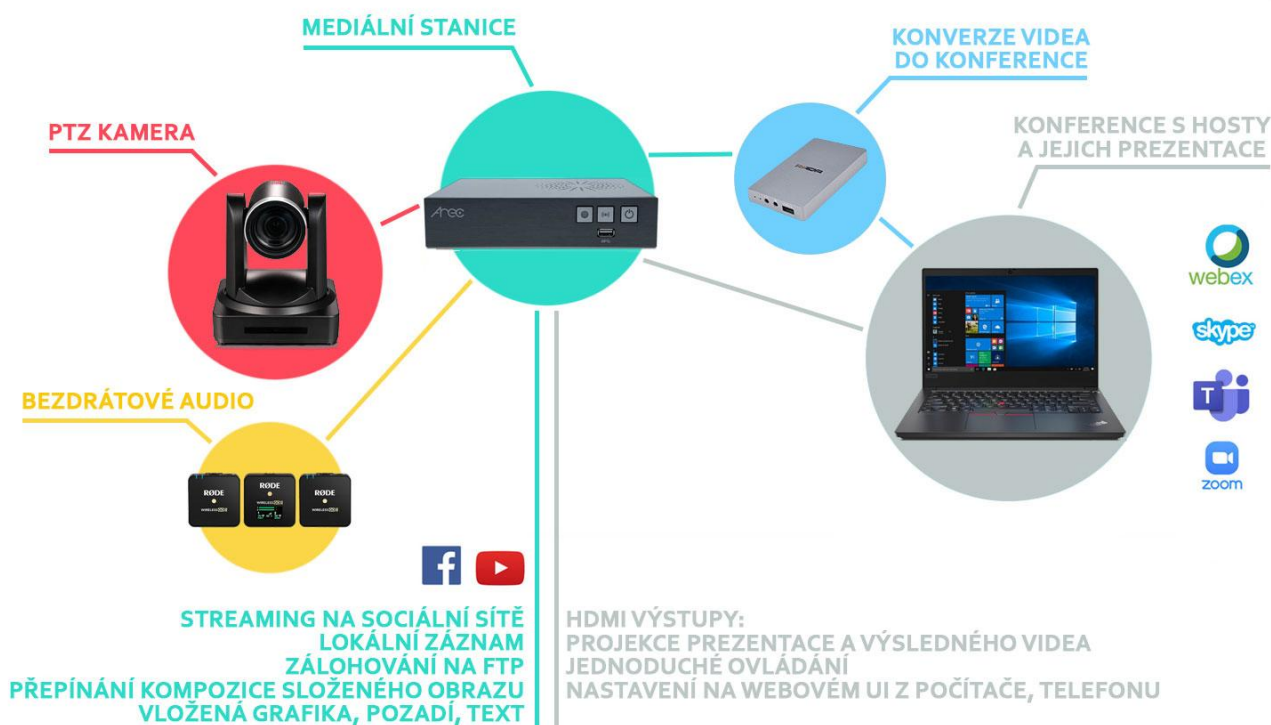 MEDIÁLNÍ STANICE
KONVERZE VIDEA
DO KONFERENCE
PTZ KAMERA
KONFERENCE S HOSTY
A JEJICH PREZENTACE
Arec
webex
skype
BEZDRÁTOVÉ AUDIO
T
zoom
RØDE
RØDE
RØDE
STREAMING NA SOCIÁLNÍ SÍTĚ
LOKÁLNÍ ZÁZNAM
ZÁLOHOVÁNÍ NA FTP
PŘEPÍNÁNÍ KOMPOZICE SLOŽENÉHO OBRAZU
VLOŽENÁ GRAFIKA, POZADÍ, TEXT
HDMI VÝSTUPY:
PROJEKCE PREZENTACE A VÝSLEDNÉHO VIDEA
JEDNODUCHÉ OVLÁDÁNÍ
NASTAVENÍ NA WEBOVÉM UI Z POČÍTAČE, TELEFONU